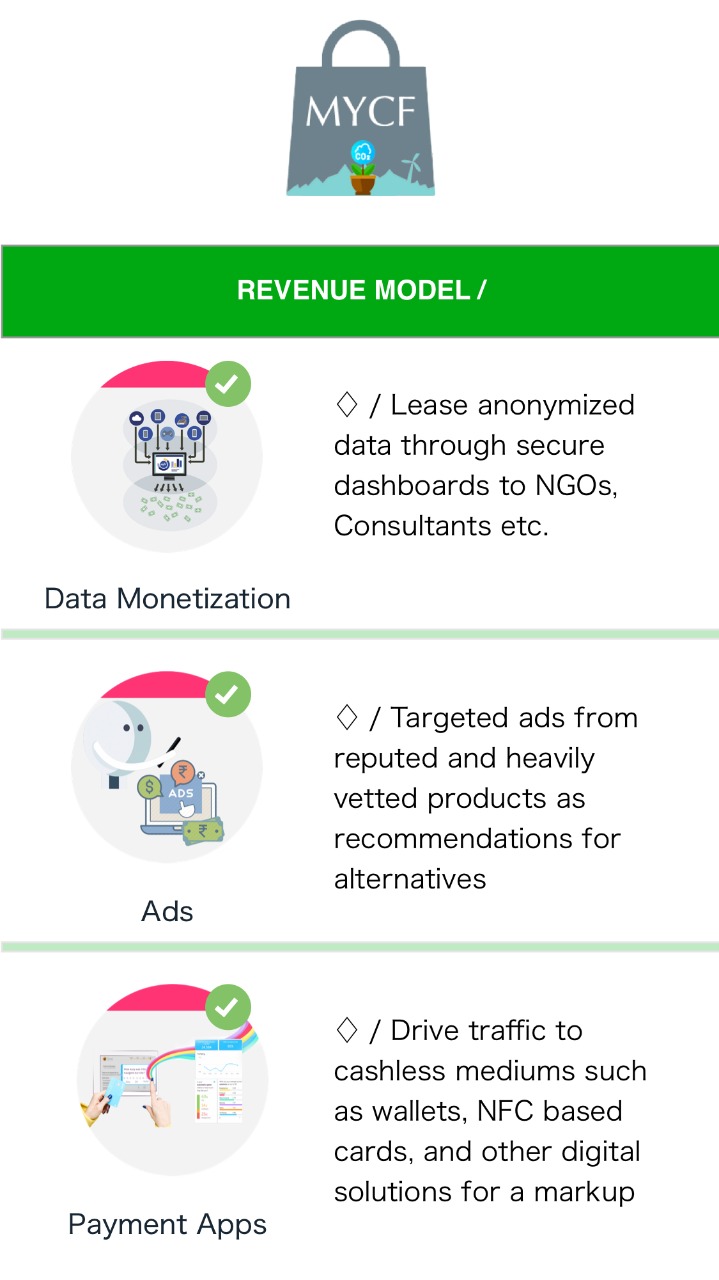 MYCF
CO₂
REVENUE MODEL /
♢ / Lease anonymized
data through secure
dashboards to NGOs,
Consultants etc.
Data Monetization
♢ / Targeted ads from
reputed and heavily
vetted products as
recommendations for
alternatives
$
₹
ADS
₹
Ads
♢ / Drive traffic to
cashless mediums such
as wallets, NFC based
cards, and other digital
solutions for a markup
Payment Apps